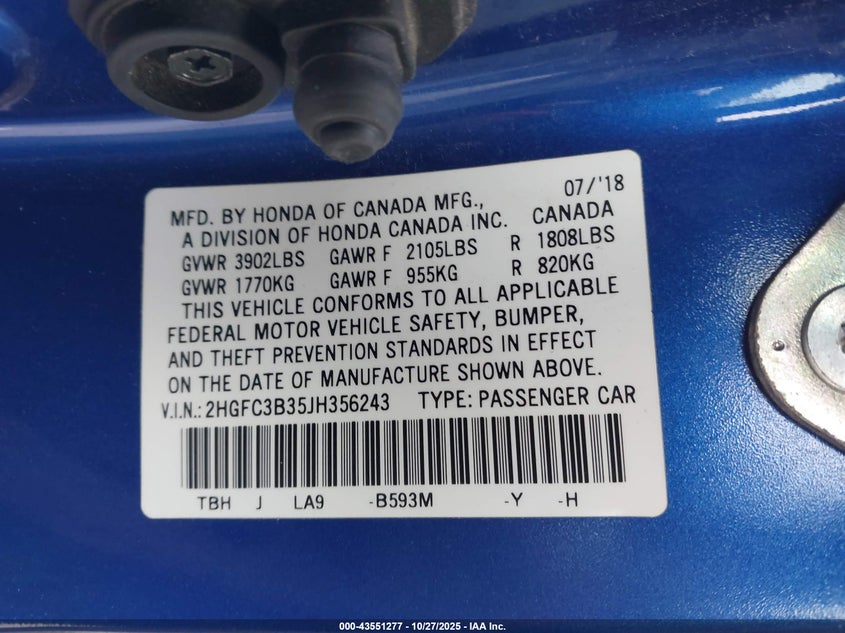 07/'18
MFD. BY HONDA OF CANADA MFG.,
A DIVISION OF HONDA CANADA INC. CANADA
GVWR 3902LBS GAWR F 2105LBS R 1808LBS
GVWR 1770KG GAWR F 955KG R 820KG
THIS VEHICLE CONFORMS TO ALL APPLICABLE
FEDERAL MOTOR VEHICLE SAFETY, BUMPER,
AND THEFT PREVENTION STANDARDS IN EFFECT
ON THE DATE OF MANUFACTURE SHOWN ABOVE.
V.I.N.: 2HGFC3B35JH356243 TYPE: PASSENGER CAR
TBH J LA9 -B593M -Y -H
000-43551277 - 10/27/2025 - IAA Inc.